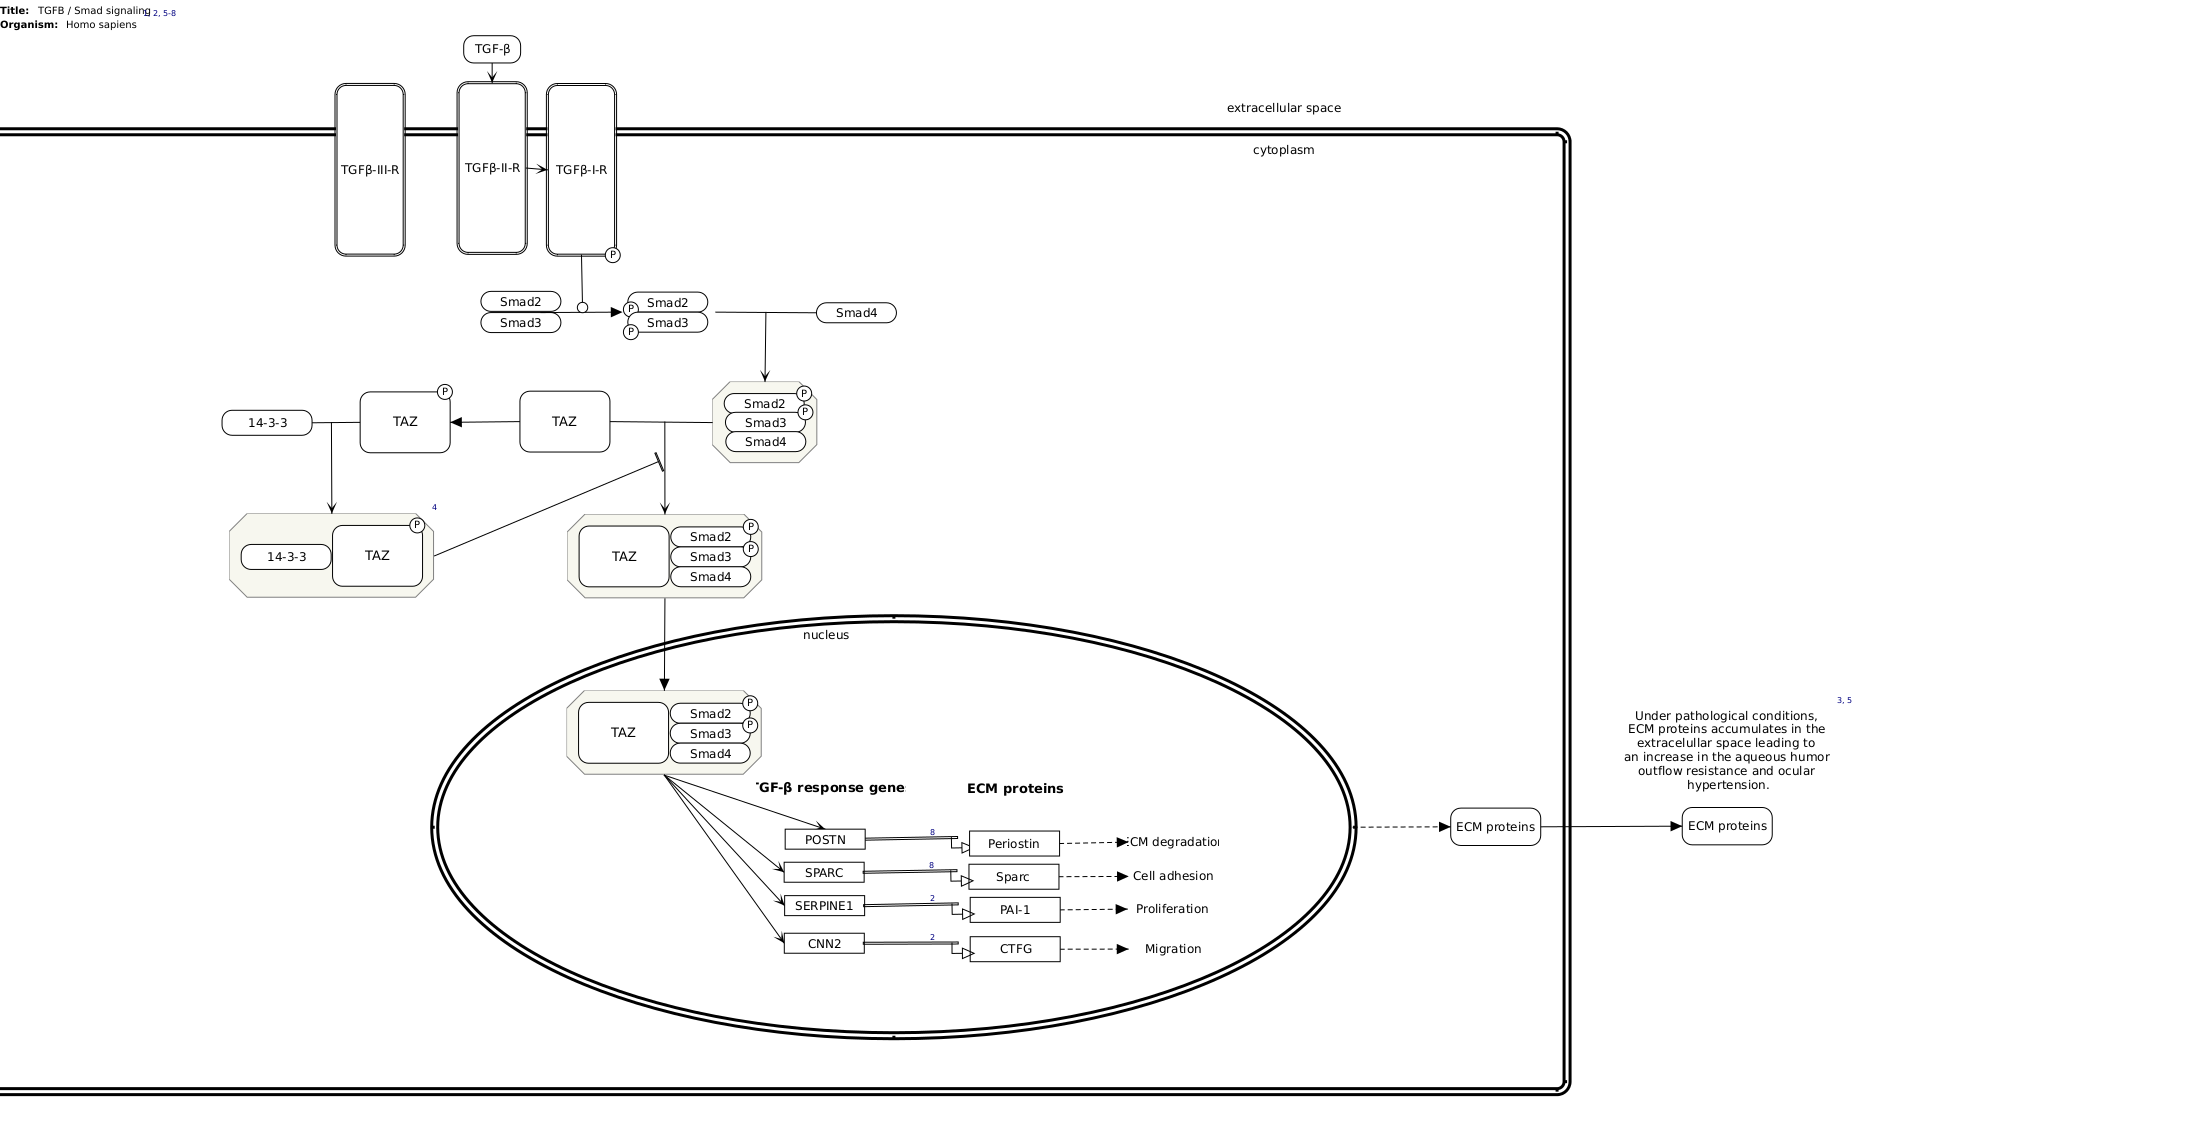 Title: TGFB / Smad signaling
2, 5-8
Organism: Homo sapiens
TGF-β
extracellular space
cytoplasm
TGFβ-III-R
TGFβ-II-R
TGFβ-I-R
P
Smad2
Smad3
P
P
Smad2
Smad3
Smad4
14-3-3
TAZ
P
TAZ
Smad2
Smad3
Smad4
P
P
14-3-3
TAZ
P
4
TAZ
Smad2
Smad3
Smad4
P
P
nucleus
TAZ
Smad2
Smad3
Smad4
P
P
GF-β response gene
ECM proteins
POSTN
8
Periostin
CM degradatio
SPARC
8
Sparc
Cell adhesion
SERPINE1
2
PAI-1
Proliferation
CNN2
2
CTFG
Migration
ECM proteins
3, 5
Under pathological conditions,
ECM proteins accumulates in the
extracelullar space leading to
an increase in the aqueous humor
outflow resistance and ocular
hypertension.
ECM proteins